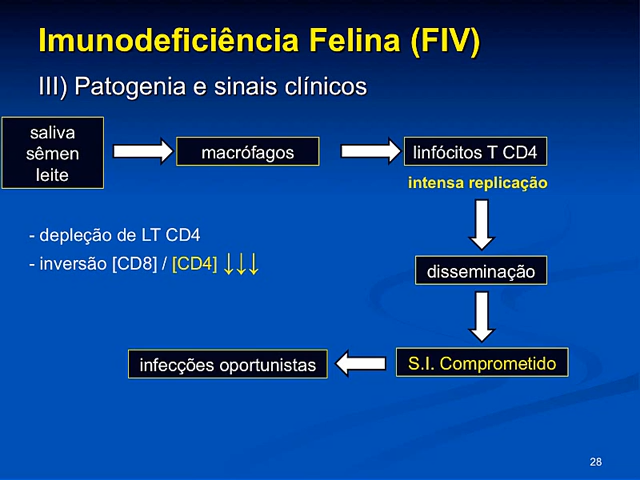 Imunodeficiência Felina (FIV)
III) Patogenia e sinais clínicos
saliva
sêmen
leite
macrófagos
linfócitos T CD4
intensa replicação
- depleção de LT CD4
- inversão [CD8] / [CD4] ↓↓↓
disseminação
S.I. Comprometido
infecções oportunistas
28